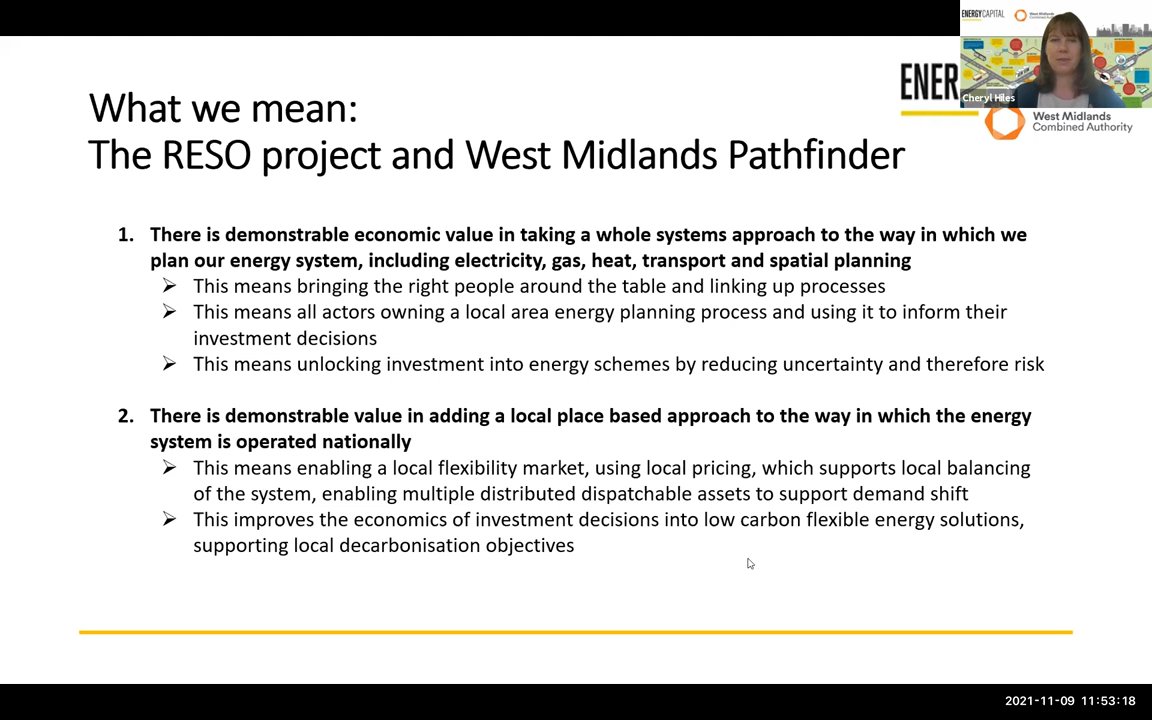 ENERGYCAPITAL
West Midlands
Combined Authority
Cheryl Hiles
ENER
West Midlands
Combined Authority
What we mean:
The RESO project and West Midlands Pathfinder
1. There is demonstrable economic value in taking a whole systems approach to the way in which we
plan our energy system, including electricity, gas, heat, transport and spatial planning
➢ This means bringing the right people around the table and linking up processes
➢ This means all actors owning a local area energy planning process and using it to inform their
investment decisions
➢ This means unlocking investment into energy schemes by reducing uncertainty and therefore risk
2. There is demonstrable value in adding a local place based approach to the way in which the energy
system is operated nationally
➢ This means enabling a local flexibility market, using local pricing, which supports local balancing
of the system, enabling multiple distributed dispatchable assets to support demand shift
➢ This improves the economics of investment decisions into low carbon flexible energy solutions,
supporting local decarbonisation objectives
2021-11-09 11:53:18